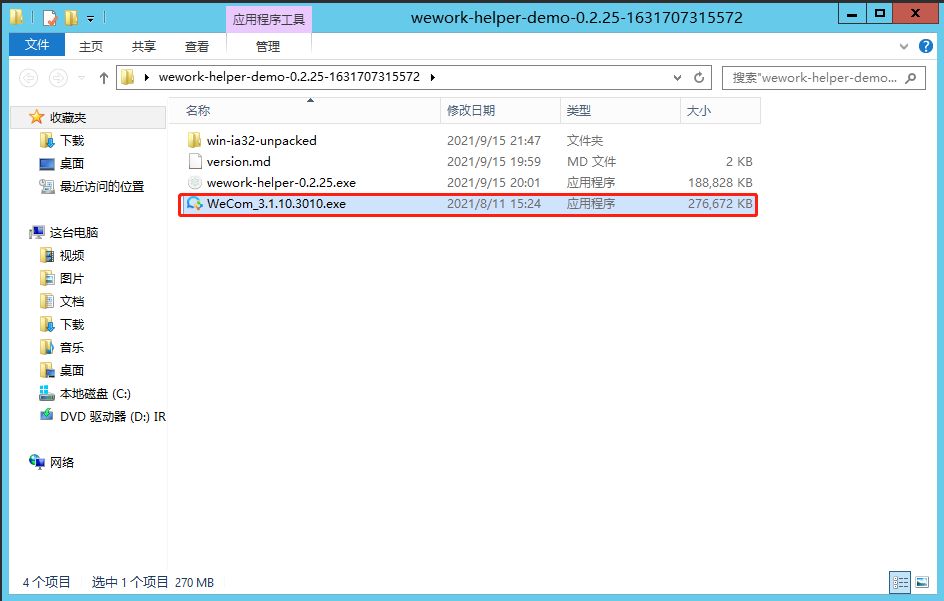 应用程序工具
wework-helper-demo-0.2.25-1631707315572
文件 主页 共享 查看 管理
wework-helper-demo-0.2.25-1631707315572
搜索"wework-helper-demo...
名称 修改日期 类型 大小
win-ia32-unpacked 2021/9/15 21:47 文件夹
version.md 2021/9/15 19:59 MD 文件 2 KB
wework-helper-0.2.25.exe 2021/9/15 20:01 应用程序 188,828 KB
WeCom_3.1.10.3010.exe 2021/8/11 15:24 应用程序 276,672 KB
收藏夹
下载
桌面
最近访问的位置
这台电脑
视频
图片
文档
下载
音乐
桌面
本地磁盘 (C:)
DVD 驱动器 (D:) IR
网络
4 个项目 选中 1 个项目 270 MB